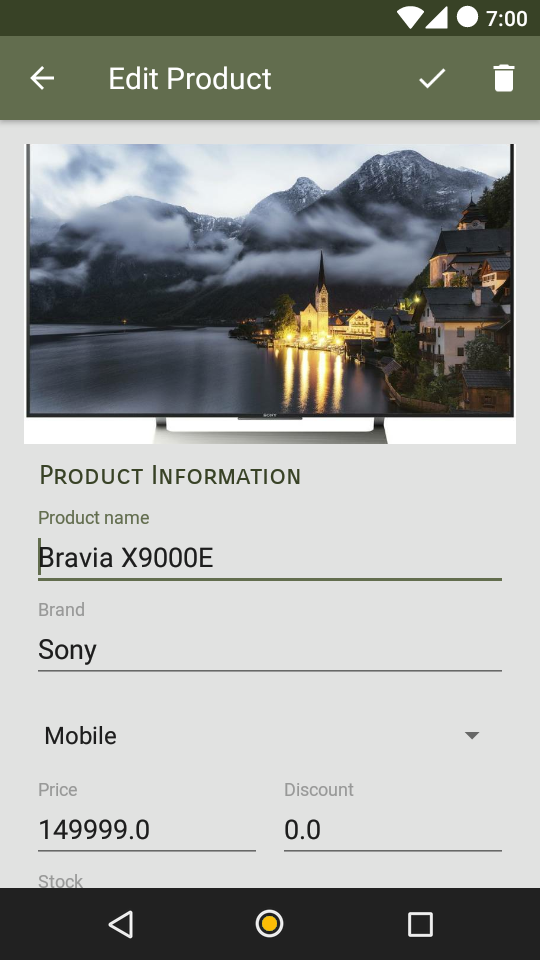 7:00
Edit Product
SONY
Product Information
Product name
Bravia X9000E
Brand
Sony
Mobile
Price
Discount
149999.0
0.0
Stock